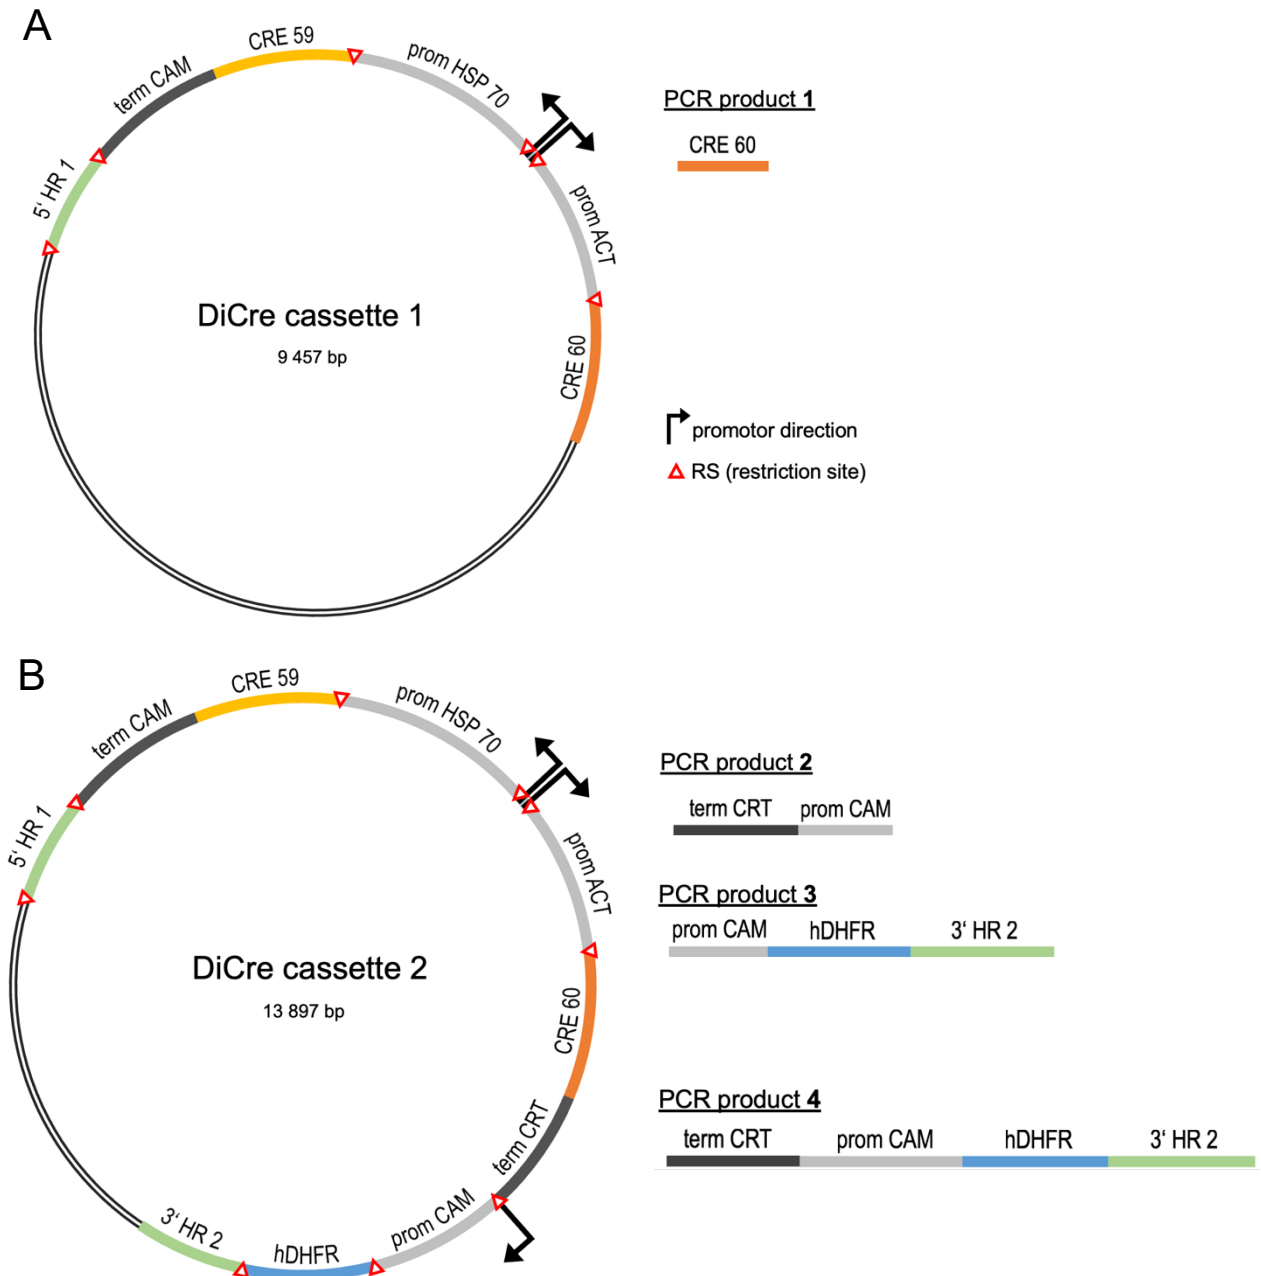 A
CRE 59
prom HSP 70
term CAM
5‘ HR 1
prom ACT
CRE 60
DiCre cassette 1
9 457 bp
PCR product 1
CRE 60
promotor direction
RS (restriction site)
B
CRE 59
prom HSP 70
term CAM
5‘ HR 1
prom ACT
CRE 60
DiCre cassette 2
13 897 bp
term CRT
prom CAM
hDHFR
3‘ HR 2
PCR product 2
term CRT prom CAM
PCR product 3
prom CAM hDHFR 3‘ HR 2
PCR product 4
term CRT prom CAM hDHFR 3‘ HR 2